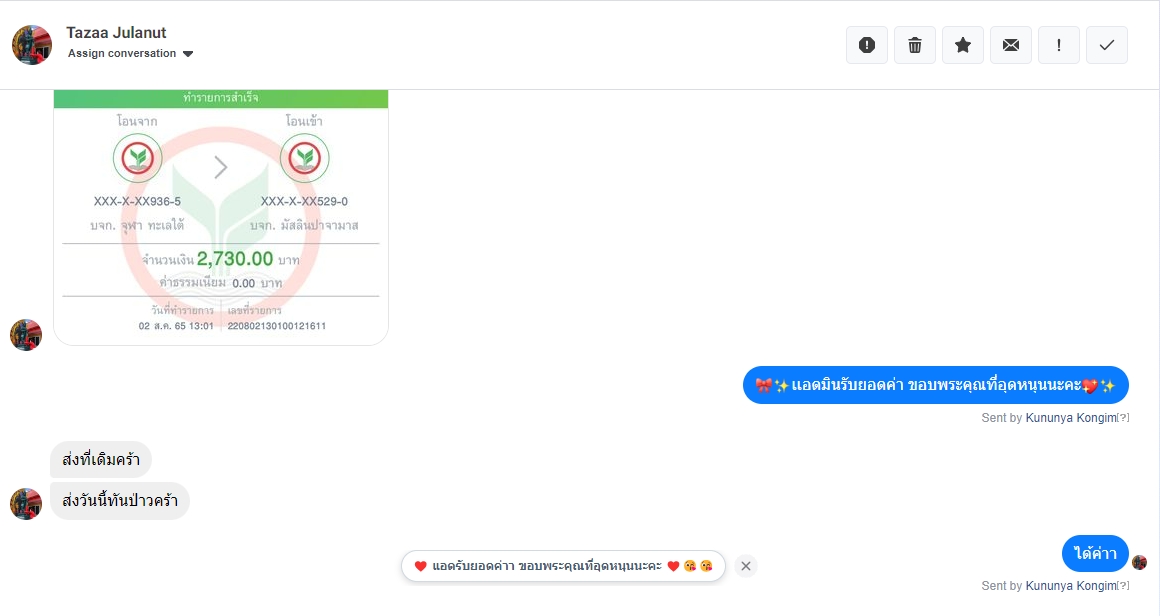 Tazaa Julanut
Assign conversation
ทำรายการสำเร็จ
โอนจาก โอนเข้า
XXX-X-XX936-5 XXX-X-XX529-0
บจก. จุฬา ทะเลใต้ บจก. มัสลินปาจามาส
จำนวนเงิน 2,730.00 บาท
ค่าธรรมเนียม 0.00 บาท
วันที่ทำรายการ เลขที่รายการ
02 ส.ค. 65 13:01 220802130100121611
🎀✨แอดมินรับยอดค่า ขอบพระคุณที่อุดหนุนนะคะ❤️✨
Sent by Kununya Kongim[?]
ส่งที่เดิมคร้า
ส่งวันนี้ทันป่าวคร้า
ได้ค่าา
❤️ แอดรับยอดค่าา ขอบพระคุณที่อุดหนุนนะคะ ❤️😘😘
Sent by Kununya Kongim[?]